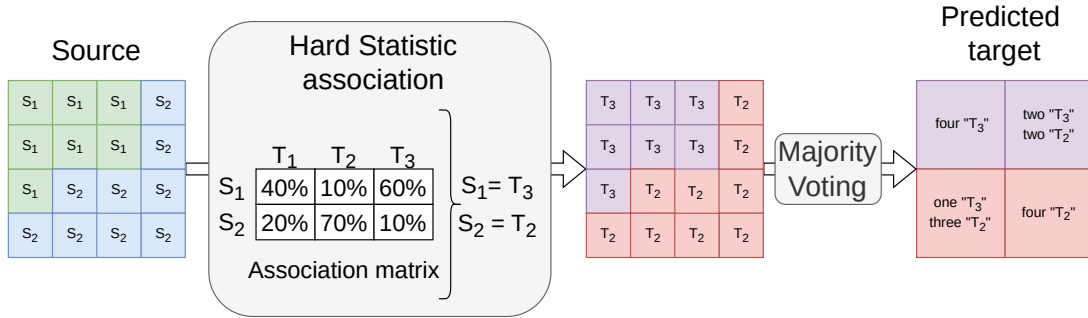 Source
S1 S1 S1 S2
S1 S1 S1 S2
S1 S2 S2 S2
S2 S2 S2 S2
Hard Statistic
association
T1 T2 T3
S1 40% 10% 60%
S2 20% 70% 10%
S1= T3
S2 = T2
Association matrix
T3 T3 T3 T2
T3 T3 T3 T2
T3 T2 T2 T2
T2 T2 T2 T2
Majority
Voting
Predicted
target
four "T3"
two "T3"
two "T2"
one "T3"
three "T2"
four "T2"